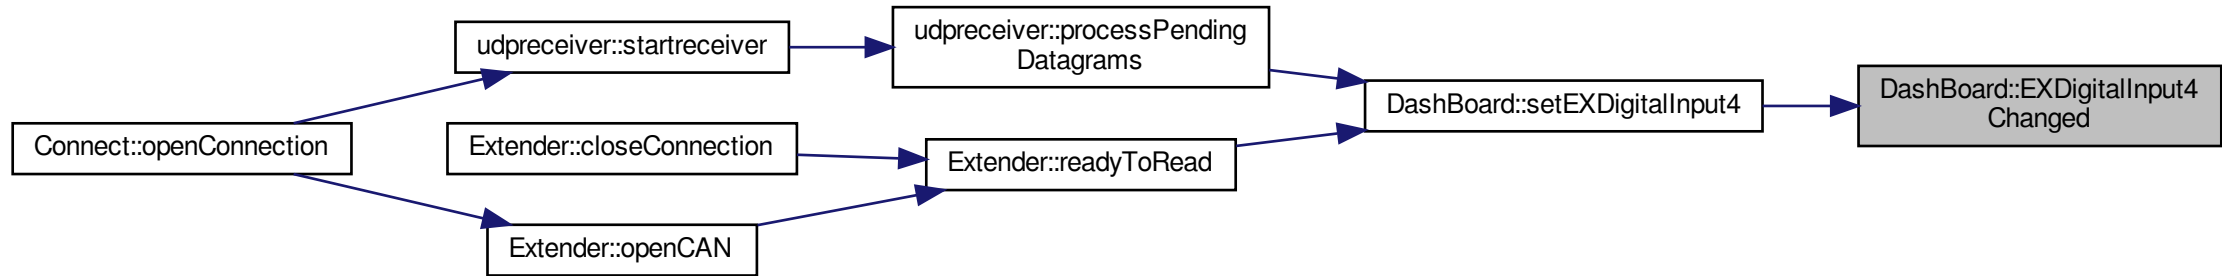 udpreceiver::startreceiver
udpreceiver::processPending
Datagrams
Connect::openConnection
Extender::closeConnection
Extender::readyToRead
Extender::openCAN
DashBoard::setEXDigitalInput4
DashBoard::EXDigitalInput4
Changed